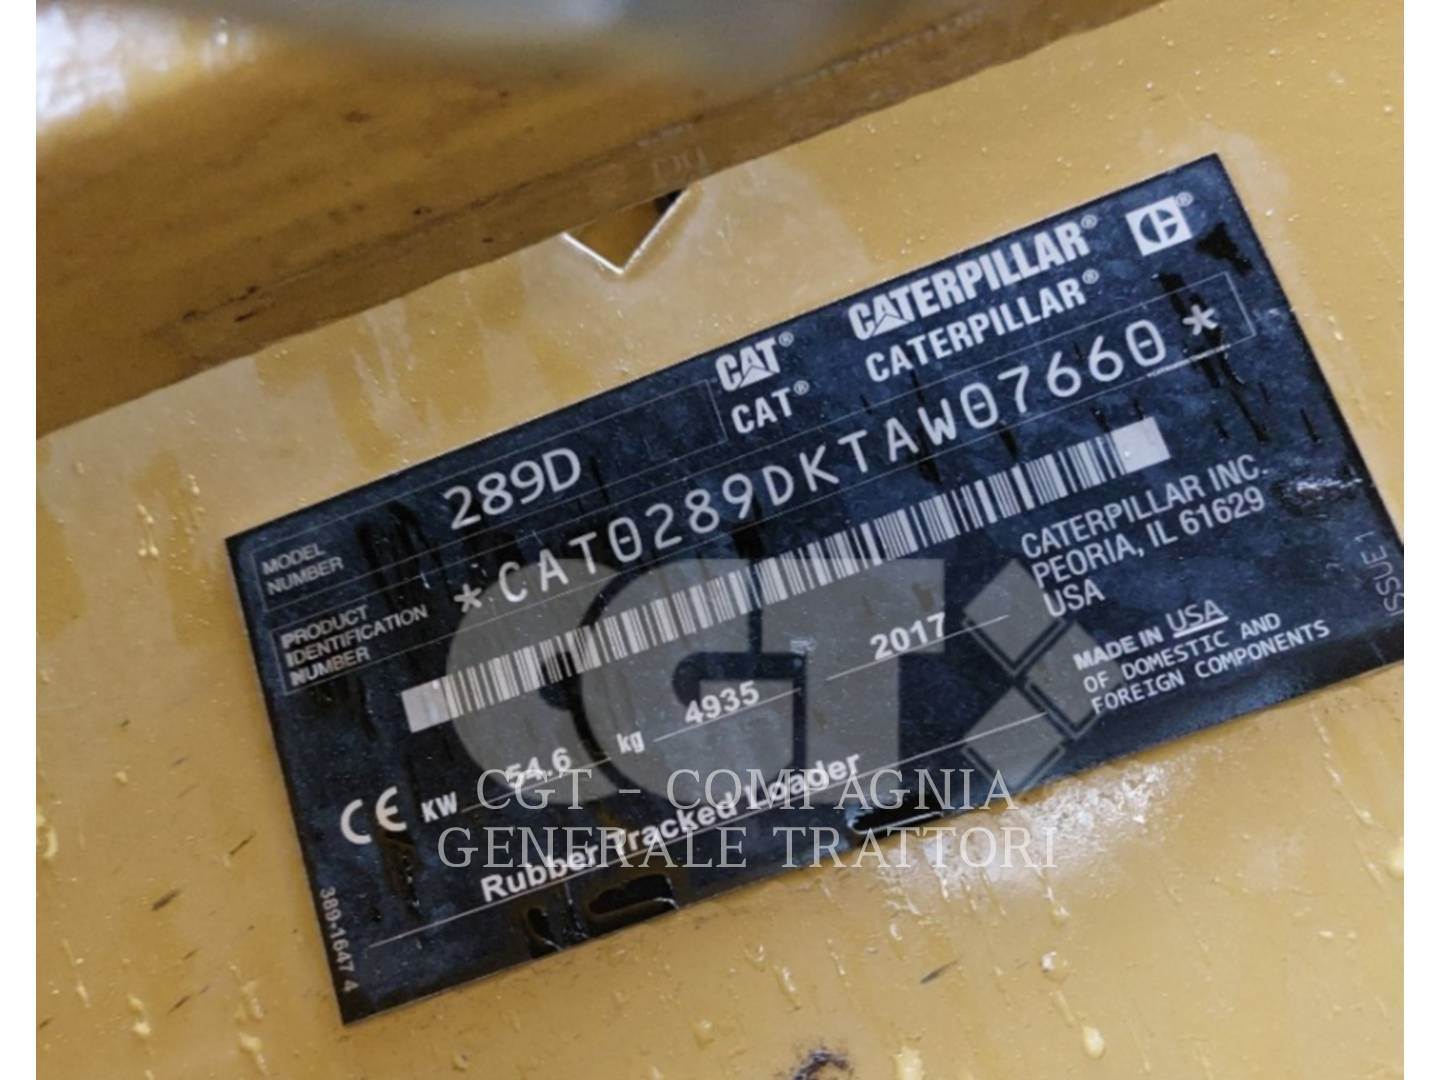 CAT® CATERPILLAR®
CAT® CATERPILLAR®
MODEL NUMBER 289D
PRODUCT IDENTIFICATION NUMBER *CAT0289DKTAW07660*
CATERPILLAR INC.
PEORIA, IL 61629
USA
CE KW 54.6 kg 4935 2017
MADE IN USA
OF DOMESTIC AND
FOREIGN COMPONENTS
Rubber Tracked Loader
389-1647 4
ISSUE 1
CGT
CGT - COMPAGNIA
GENERALE TRATTORI